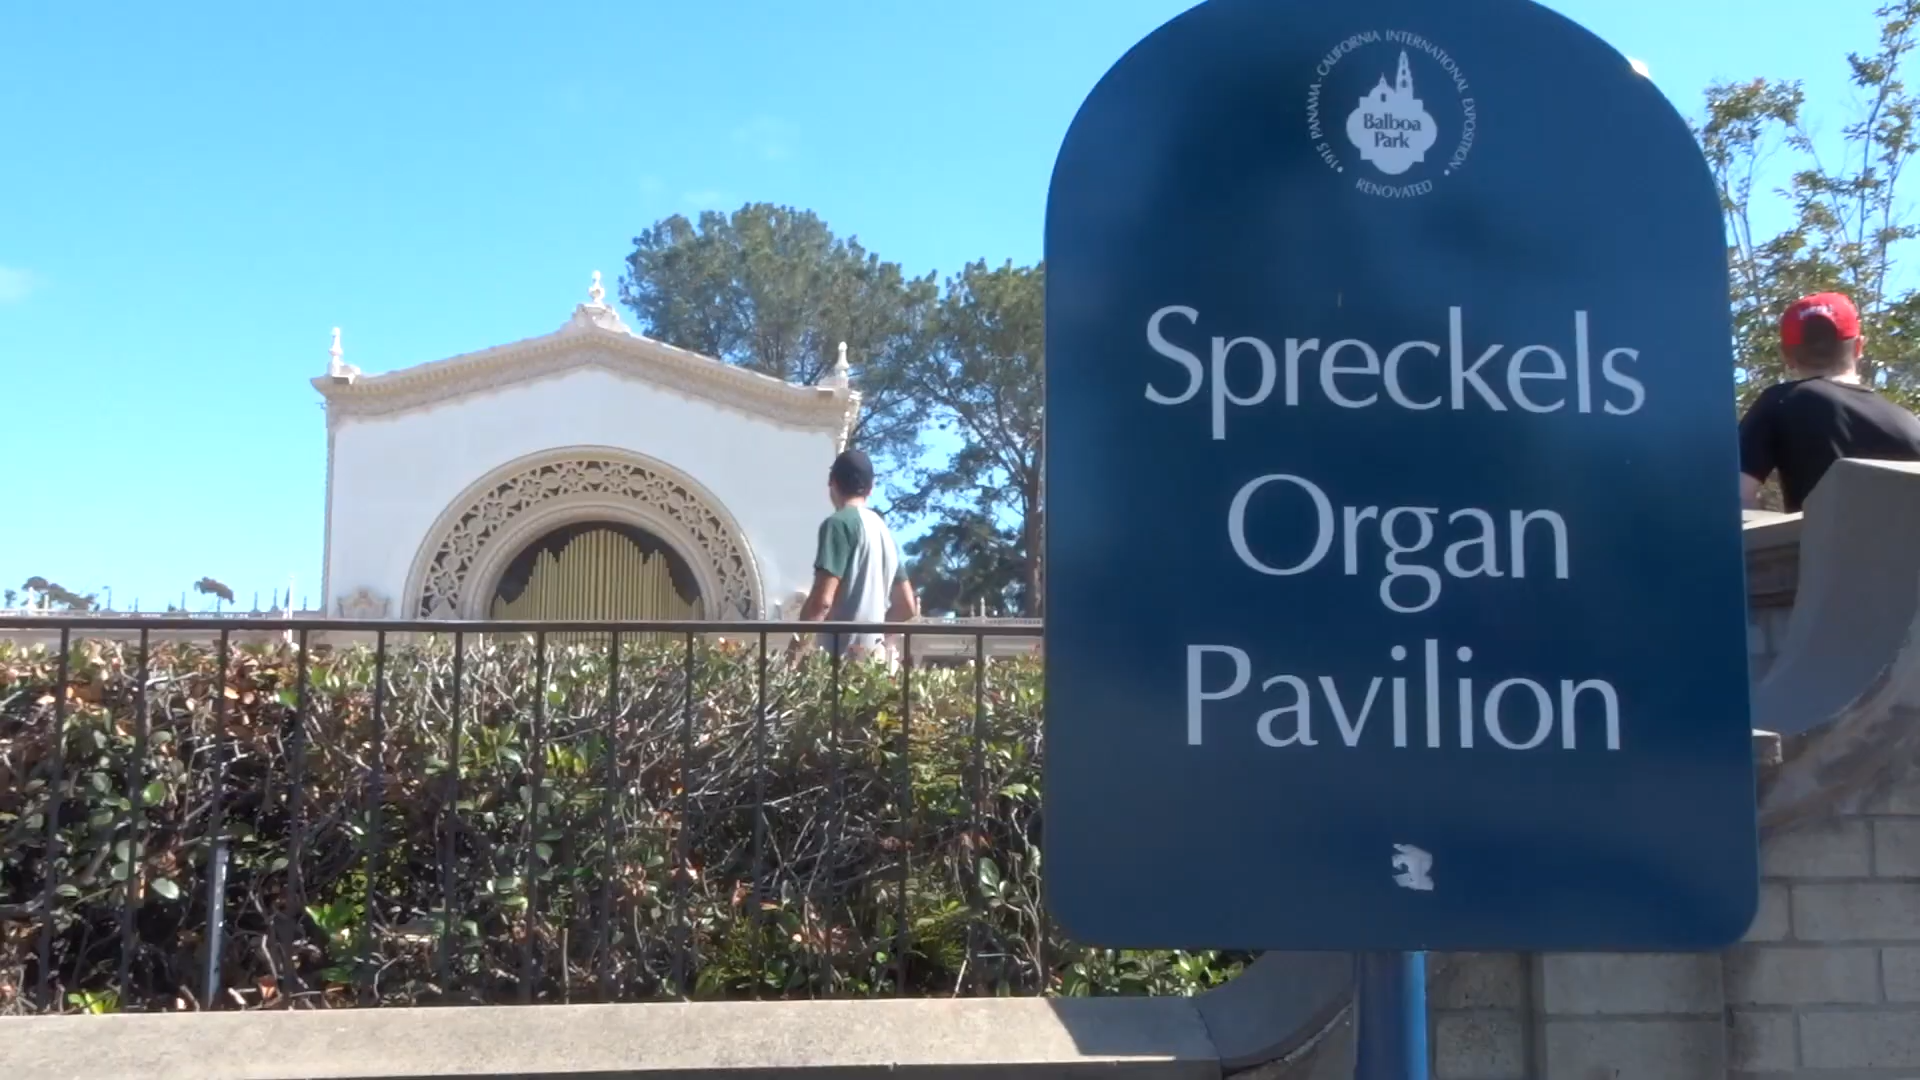 • 1915 PANAMA - CALIFORNIA INTERNATIONAL EXPOSITION •
RENOVATED
Balboa
Park
Spreckels
Organ
Pavilion